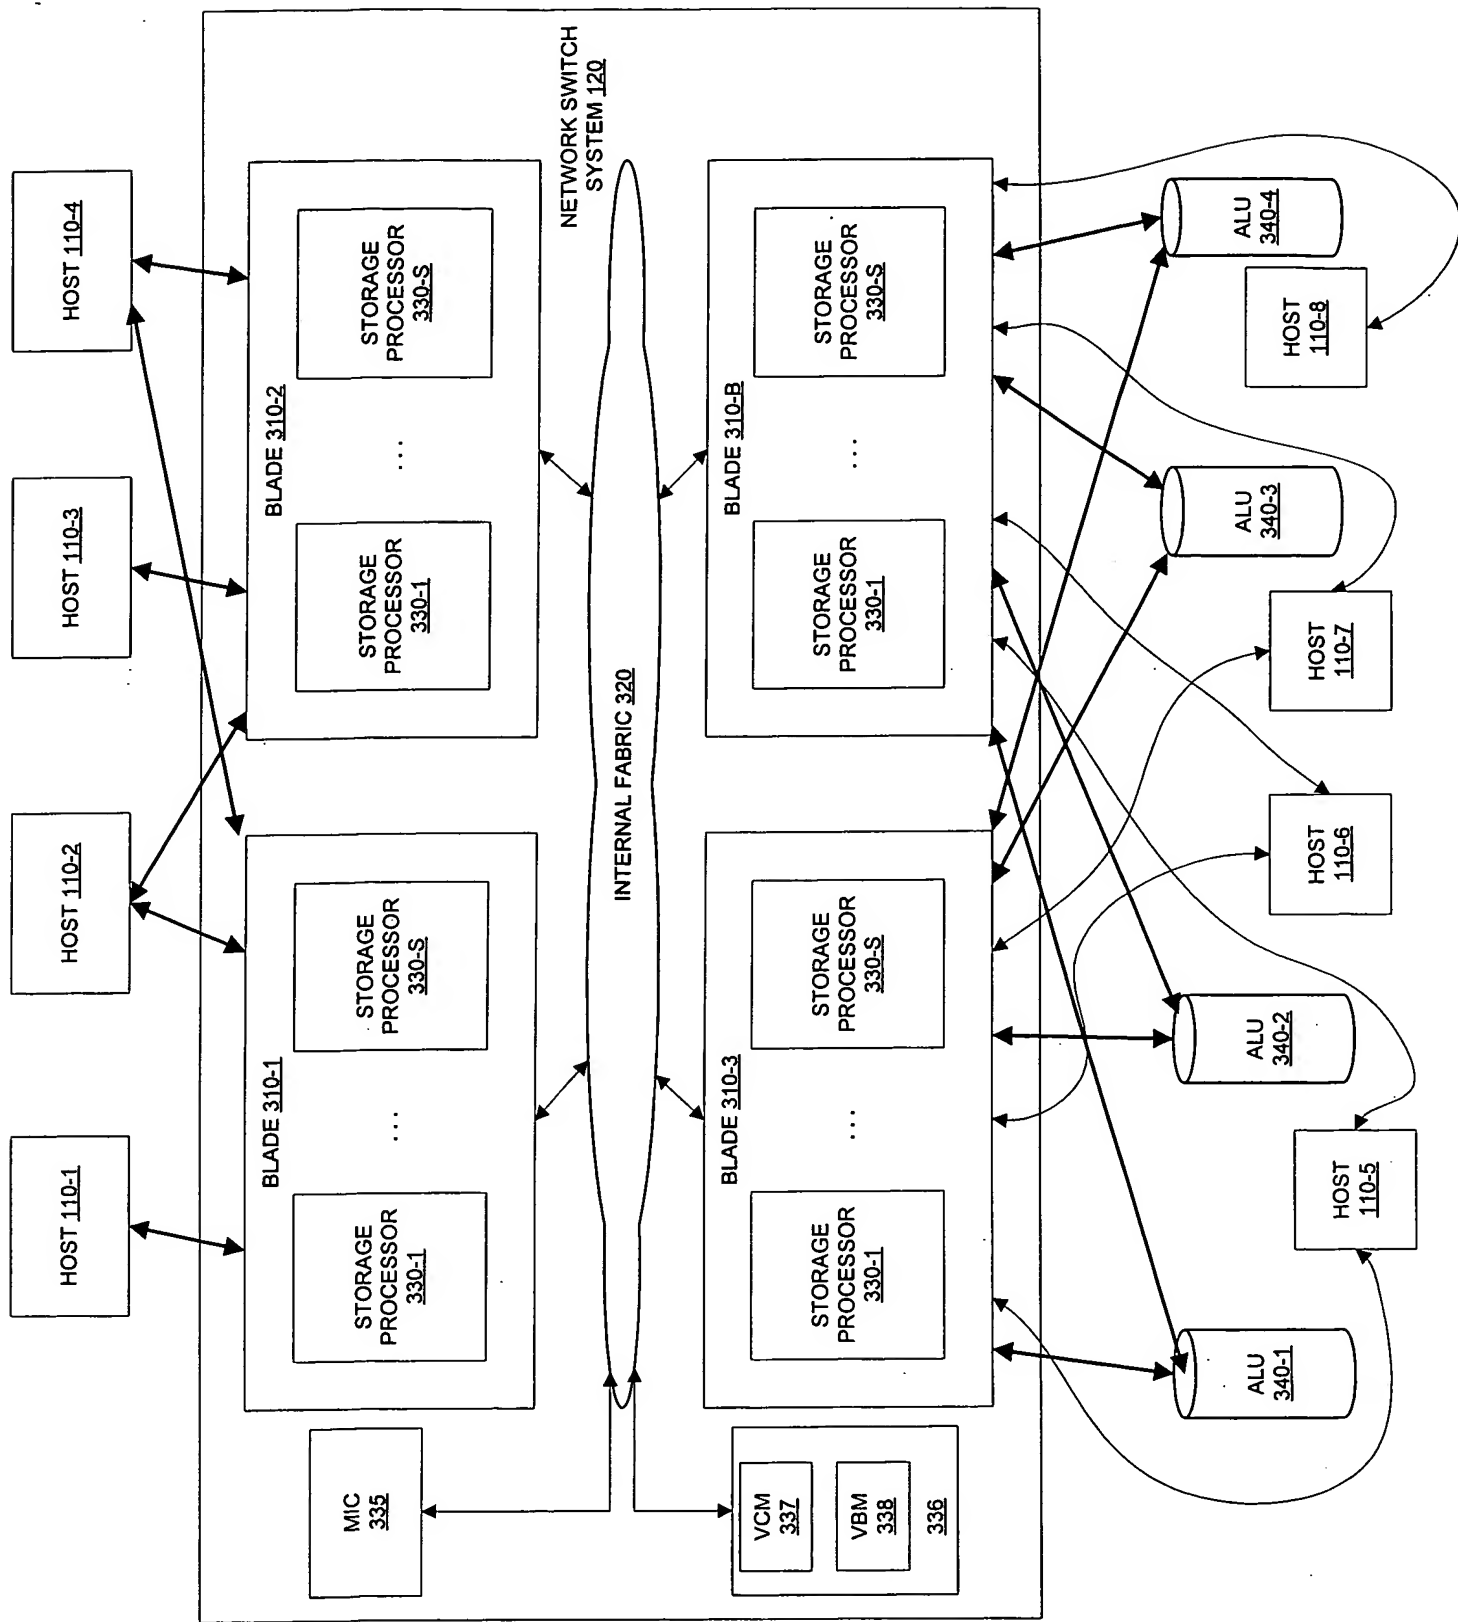 HOST 110-1
HOST 110-2
HOST 110-3
HOST 110-4
MIC
335
BLADE 310-1
STORAGE
PROCESSOR
330-1
...
STORAGE
PROCESSOR
330-S
BLADE 310-2
STORAGE
PROCESSOR
330-1
...
STORAGE
PROCESSOR
330-S
INTERNAL FABRIC 320
NETWORK SWITCH
SYSTEM 120
VCM
337
VBM
338
336
BLADE 310-3
STORAGE
PROCESSOR
330-1
...
STORAGE
PROCESSOR
330-S
BLADE 310-B
STORAGE
PROCESSOR
330-1
...
STORAGE
PROCESSOR
330-S
ALU
340-1
HOST
110-5
ALU
340-2
HOST
110-6
HOST
110-7
ALU
340-3
HOST
110-8
ALU
340-4